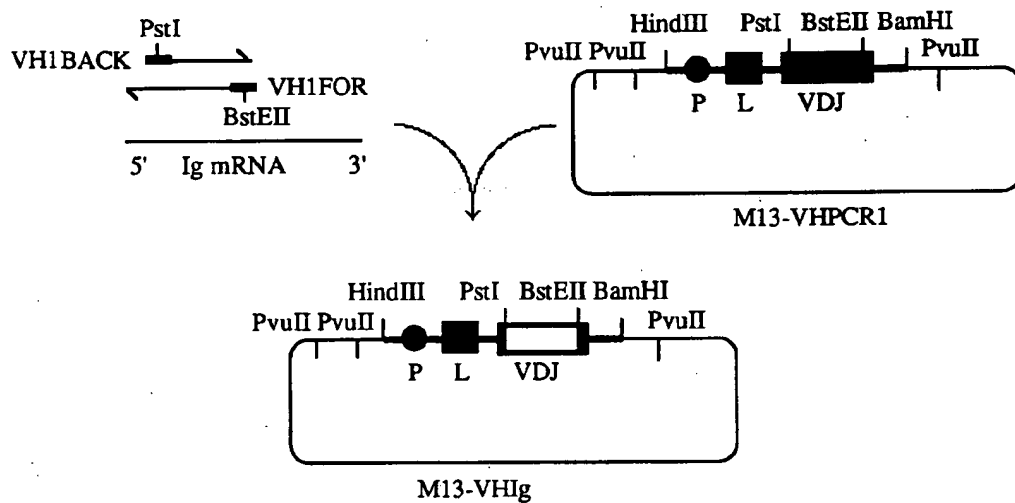 PstI
VH1BACK
VH1FOR
BstEII
5' Ig mRNA 3'
HindIII PstI BstEII BamHI
PvuII PvuII PvuII
P L VDJ
M13-VHPCR1
HindIII PstI BstEII BamHI
PvuII PvuII PvuII
P L VDJ
M13-VHIg